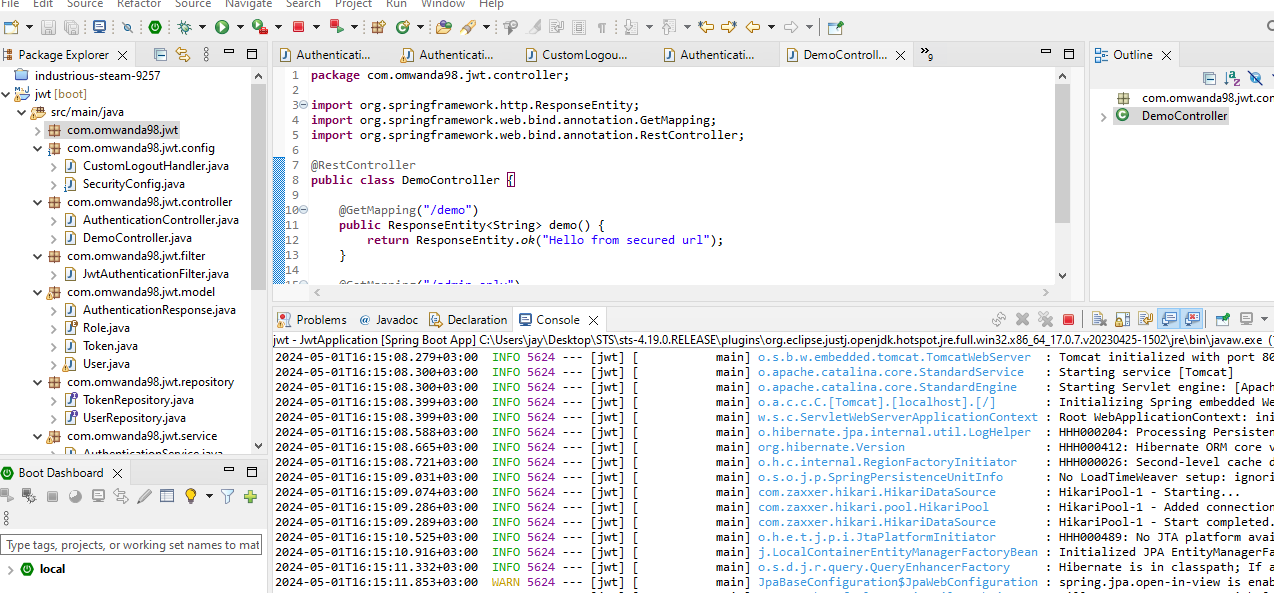 File Edit Source Refactor Source Navigate Search Project Run Window Help
Package Explorer
industrious-steam-9257
jwt [boot]
src/main/java
com.omwanda98.jwt
com.omwanda98.jwt.config
CustomLogoutHandler.java
SecurityConfig.java
com.omwanda98.jwt.controller
AuthenticationController.java
DemoController.java
com.omwanda98.jwt.filter
JwtAuthenticationFilter.java
com.omwanda98.jwt.model
AuthenticationResponse.java
Role.java
Token.java
User.java
com.omwanda98.jwt.repository
TokenRepository.java
UserRepository.java
com.omwanda98.jwt.service
AuthenticationService.java
Boot Dashboard
Type tags, projects, or working set names to mat
local
Authenticati... Authenticati... CustomLogou... Authenticati... DemoControll... »9
1 package com.omwanda98.jwt.controller;
2
3 import org.springframework.http.ResponseEntity;
4 import org.springframework.web.bind.annotation.GetMapping;
5 import org.springframework.web.bind.annotation.RestController;
6
7 @RestController
8 public class DemoController {
9
10 @GetMapping("/demo")
11 public ResponseEntity<String> demo() {
12 return ResponseEntity.ok("Hello from secured url");
13 }
14
15 @GetMapping("/admin_only")
Outline
com.omwanda98.jwt.con
DemoController
Problems @ Javadoc Declaration Console
jwt - JwtApplication [Spring Boot App] C:\Users\jay\Desktop\STS\sts-4.19.0.RELEASE\plugins\org.eclipse.justj.openjdk.hotspot.jre.full.win32.x86_64_17.0.7.v20230425-1502\jre\bin\javaw.exe (
2024-05-01T16:15:08.279+03:00 INFO 5624 --- [jwt] [ main] o.s.b.w.embedded.tomcat.TomcatWebServer : Tomcat initialized with port 80
2024-05-01T16:15:08.300+03:00 INFO 5624 --- [jwt] [ main] o.apache.catalina.core.StandardService : Starting service [Tomcat]
2024-05-01T16:15:08.300+03:00 INFO 5624 --- [jwt] [ main] o.apache.catalina.core.StandardEngine : Starting Servlet engine: [Apach
2024-05-01T16:15:08.399+03:00 INFO 5624 --- [jwt] [ main] o.a.c.c.C.[Tomcat].[localhost].[/] : Initializing Spring embedded We
2024-05-01T16:15:08.399+03:00 INFO 5624 --- [jwt] [ main] w.s.c.ServletWebServerApplicationContext : Root WebApplicationContext: ini
2024-05-01T16:15:08.588+03:00 INFO 5624 --- [jwt] [ main] o.hibernate.jpa.internal.util.LogHelper : HHH000204: Processing Persisten
2024-05-01T16:15:08.665+03:00 INFO 5624 --- [jwt] [ main] org.hibernate.Version : HHH000412: Hibernate ORM core v
2024-05-01T16:15:08.721+03:00 INFO 5624 --- [jwt] [ main] o.h.c.internal.RegionFactoryInitiator : HHH000026: Second-level cache d
2024-05-01T16:15:09.031+03:00 INFO 5624 --- [jwt] [ main] o.s.o.j.p.SpringPersistenceUnitInfo : No LoadTimeWeaver setup: ignori
2024-05-01T16:15:09.074+03:00 INFO 5624 --- [jwt] [ main] com.zaxxer.hikari.HikariDataSource : HikariPool-1 - Starting...
2024-05-01T16:15:09.286+03:00 INFO 5624 --- [jwt] [ main] com.zaxxer.hikari.pool.HikariPool : HikariPool-1 - Added connection
2024-05-01T16:15:09.289+03:00 INFO 5624 --- [jwt] [ main] com.zaxxer.hikari.HikariDataSource : HikariPool-1 - Start completed.
2024-05-01T16:15:10.525+03:00 INFO 5624 --- [jwt] [ main] o.h.e.t.j.p.i.JtaPlatformInitiator : HHH000489: No JTA platform avai
2024-05-01T16:15:10.916+03:00 INFO 5624 --- [jwt] [ main] j.LocalContainerEntityManagerFactoryBean : Initialized JPA EntityManagerFa
2024-05-01T16:15:11.332+03:00 INFO 5624 --- [jwt] [ main] o.s.d.j.r.query.QueryEnhancerFactory : Hibernate is in classpath; If a
2024-05-01T16:15:11.853+03:00 WARN 5624 --- [jwt] [ main] JpaBaseConfiguration$JpaWebConfiguration : spring.jpa.open-in-view is enab